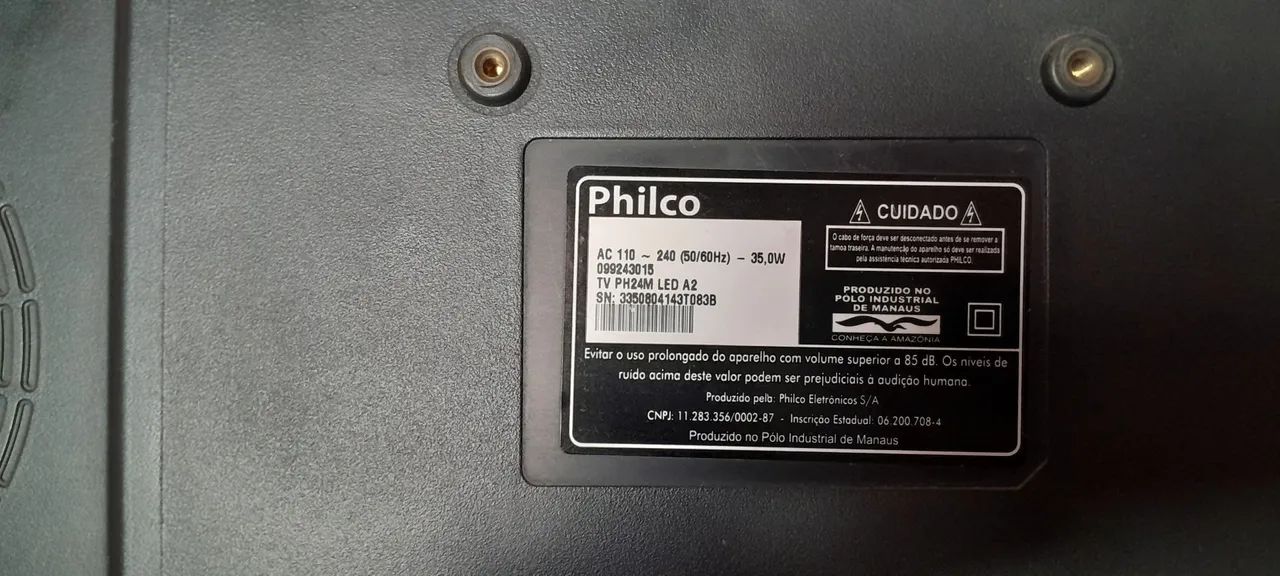 Philco
AC 110 ~ 240 (50/60Hz) – 35,0W
099243015
TV PH24M LED A2
SN: 3350804143T083B
CUIDADO
O cabo de força deve ser desconectado antes de se remover a
tamoa traseira. A manutenção do aparelho só deve ser realizada
pela assistência técnica autorizada PHILCO.
PRODUZIDO NO
PÓLO INDUSTRIAL
DE MANAUS
CONHEÇA A AMAZÔNIA
Evitar o uso prolongado do aparelho com volume superior a 85 dB. Os níveis de
ruído acima deste valor podem ser prejudiciais à audição humana.
Produzido pela: Philco Eletrônicos S/A
CNPJ: 11.283.356/0002-87 - Inscrição Estadual: 06.200.708-4
Produzido no Pólo Industrial de Manaus